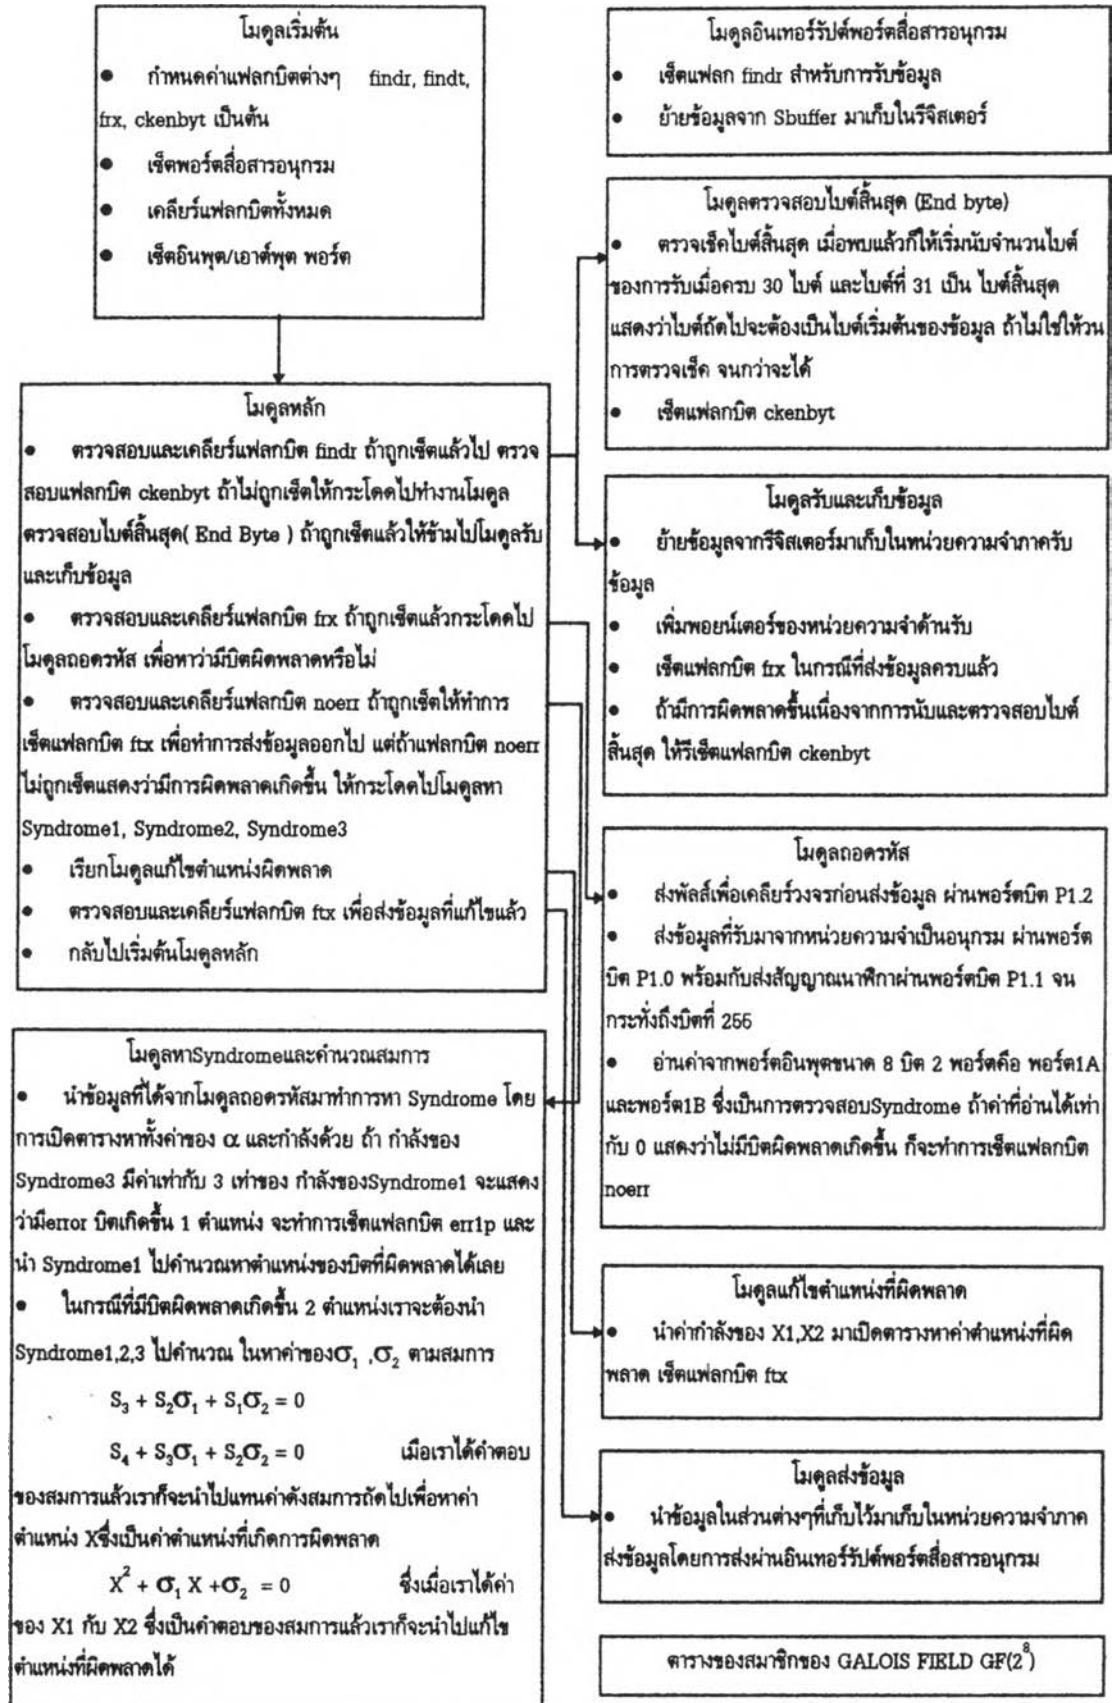 โมดูลเริ่มต้น
● กำหนดค่าแฟลกบิตต่างๆ findr, findt,
frx, ckenbyt เป็นต้น
● เซ็ตพอร์ตสื่อสารอนุกรม
● เคลียร์แฟลกบิตทั้งหมด
● เซ็ตอินพุต/เอาต์พุต พอร์ต
โมดูลหลัก
● ตรวจสอบและเคลียร์แฟลกบิต findr ถ้าถูกเซ็ตแล้วไป ตรวจ
สอบแฟลกบิต ckenbyt ถ้าไม่ถูกเซ็ตให้กระโดดไปทำงานโมดูล
ตรวจสอบไบต์สิ้นสุด( End Byte ) ถ้าถูกเซ็ตแล้วให้ข้ามไปโมดูลรับ
และเก็บข้อมูล
● ตรวจสอบและเคลียร์แฟลกบิต frx ถ้าถูกเซ็ตแล้วกระโดดไป
โมดูลถอดรหัส เพื่อหาว่ามีบิตผิดพลาดหรือไม่
● ตรวจสอบและเคลียร์แฟลกบิต noerr ถ้าถูกเซ็ตให้ทำการ
เซ็ตแฟลกบิต ftx เพื่อทำการส่งข้อมูลออกไป แต่ถ้าแฟลกบิต noerr
ไม่ถูกเซ็ตแสดงว่ามีการผิดพลาดเกิดขึ้น ให้กระโดดไปโมดูลหา
Syndrome1, Syndrome2, Syndrome3
● เรียกโมดูลแก้ไขตำแหน่งผิดพลาด
● ตรวจสอบและเคลียร์แฟลกบิต ftx เพื่อส่งข้อมูลที่แก้ไขแล้ว
● กลับไปเริ่มต้นโมดูลหลัก
โมดูลหาSyndromeและคำนวณสมการ
● นำข้อมูลที่ได้จากโมดูลถอดรหัสมาทำการหา Syndrome โดย
การเปิดตารางหาทั้งค่าของ α และกำลังด้วย ถ้า กำลังของ
Syndrome3 มีค่าเท่ากับ 3 เท่าของ กำลังของSyndrome1 จะแสดง
ว่ามีerror บิตเกิดขึ้น 1 ตำแหน่ง จะทำการเซ็ตแฟลกบิต err1p และ
นำ Syndrome1 ไปคำนวณหาตำแหน่งของบิตที่ผิดพลาดได้เลย
● ในกรณีที่มีบิตผิดพลาดเกิดขึ้น 2 ตำแหน่งเราจะต้องนำ
Syndrome1,2,3 ไปคำนวณ ในหาค่าของσ₁ ,σ₂ ตามสมการ
S₃ + S₂σ₁ + S₁σ₂ = 0
S₄ + S₃σ₁ + S₂σ₂ = 0 เมื่อเราได้คำตอบ
ของสมการแล้วเราก็จะนำไปแทนค่าดังสมการถัดไปเพื่อหาค่า
ตำแหน่ง Xซึ่งเป็นค่าตำแหน่งที่เกิดการผิดพลาด
X² + σ₁ X +σ₂ = 0 ซึ่งเมื่อเราได้ค่า
ของ X1 กับ X2 ซึ่งเป็นคำตอบของสมการแล้วเราก็จะนำไปแก้ไข
ตำแหน่งที่ผิดพลาดได้
โมดูลอินเทอร์รัปต์พอร์ตสื่อสารอนุกรม
● เซ็ตแฟลก findr สำหรับการรับข้อมูล
● ย้ายข้อมูลจาก Sbuffer มาเก็บในรีจิสเตอร์
โมดูลตรวจสอบไบต์สิ้นสุด (End byte)
● ตรวจเช็คไบต์สิ้นสุด เมื่อพบแล้วก็ให้เริ่มนับจำนวนไบต์
ของการรับเมื่อครบ 30 ไบต์ และไบต์ที่ 31 เป็น ไบต์สิ้นสุด
แสดงว่าไบต์ถัดไปจะต้องเป็นไบต์เริ่มต้นของข้อมูล ถ้าไม่ใช่ให้วน
การตรวจเช็ค จนกว่าจะได้
● เซ็ตแฟลกบิต ckenbyt
โมดูลรับและเก็บข้อมูล
● ย้ายข้อมูลจากรีจิสเตอร์มาเก็บในหน่วยความจำภาครับ
ข้อมูล
● เพิ่มพอยน์เตอร์ของหน่วยความจำด้านรับ
● เซ็ตแฟลกบิต frx ในกรณีที่ส่งข้อมูลครบแล้ว
● ถ้ามีการผิดพลาดขึ้นเนื่องจากการนับและตรวจสอบไบต์
สิ้นสุด ให้รีเซ็ตแฟลกบิต ckenbyt
โมดูลถอดรหัส
● ส่งพัลส์เพื่อเคลียร์วงจรก่อนส่งข้อมูล ผ่านพอร์ตบิต P1.2
● ส่งข้อมูลที่รับมาจากหน่วยความจำเป็นอนุกรม ผ่านพอร์ต
บิต P1.0 พร้อมกับส่งสัญญาณนาฬิกาผ่านพอร์ตบิต P1.1 จน
กระทั่งถึงบิตที่ 255
● อ่านค่าจากพอร์ตอินพุตขนาด 8 บิต 2 พอร์ตคือ พอร์ต1A
และพอร์ต1B ซึ่งเป็นการตรวจสอบSyndrome ถ้าค่าที่อ่านได้เท่า
กับ 0 แสดงว่าไม่มีบิตผิดพลาดเกิดขึ้น ก็จะทำการเซ็ตแฟลกบิต
noerr
โมดูลแก้ไขตำแหน่งที่ผิดพลาด
● นำค่ากำลังของ X1,X2 มาเปิดตารางหาค่าตำแหน่งที่ผิด
พลาด เซ็ตแฟลกบิต ftx
โมดูลส่งข้อมูล
● นำข้อมูลในส่วนต่างๆที่เก็บไว้มาเก็บในหน่วยความจำภาค
ส่งข้อมูลโดยการส่งผ่านอินเทอร์รัปต์พอร์ตสื่อสารอนุกรม
ตารางของสมาชิกของ GALOIS FIELD GF(2⁸)